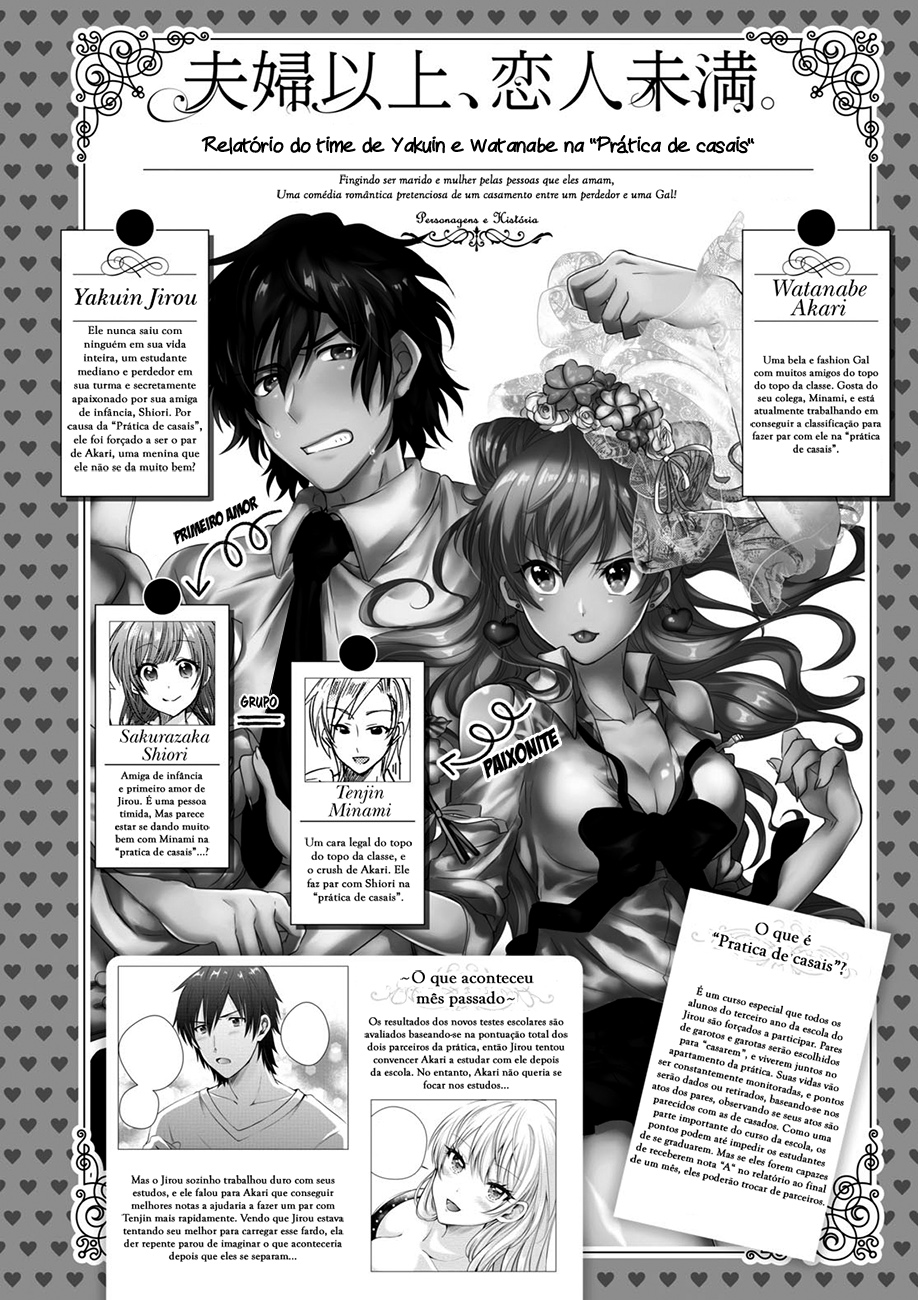 夫婦以上、恋人未満。
Relatório do time de Yakuin e Watanabe na "Prática de casais"
Fingindo ser marido e mulher pelas pessoas que eles amam,
Uma comédia romântica pretenciosa de um casamento entre um perdedor e uma Gal!
Personagens e História
Yakuin Jirou
Ele nunca saiu com
ninguém em sua vida
inteira, um estudante
mediano e perdedor em
sua turma e secretamente
apaixonado por sua amiga
de infância, Shiori. Por
causa da “Prática de casais”,
ele foi forçado a ser o par
de Akari, uma menina que
ele não se da muito bem?
Watanabe
Akari
Uma bela e fashion Gal
com muitos amigos do topo
do topo da classe. Gosta do
seu colega, Minami, e está
atualmente trabalhando em
conseguir a classificação para
fazer par com ele na “prática
de casais”.
PRIMEIRO AMOR
Sakurazaka
Shiori
Amiga de infância
e primeiro amor de
Jirou. É uma pessoa
tímida, Mas parece
estar se dando muito
bem com Minami na
“pratica de casais”...?
GRUPO
Tenjin
Minami
Um cara legal do topo
do topo da classe, e
o crush de Akari. Ele
faz par com Shiori na
“prática de casais”.
PAIXONITE
~O que aconteceu
mês passado~
Os resultados dos novos testes escolares são
avaliados baseando-se na pontuação total dos
dois parceiros da prática, então Jirou tentou
convencer Akari a estudar com ele depois
da escola. No entanto, Akari não queria se
focar nos estudos...
Mas o Jirou sozinho trabalhou duro com seus
estudos, e ele falou para Akari que conseguir
melhores notas a ajudaria a fazer um par com
Tenjin mais rapidamente. Vendo que Jirou estava
tentando seu melhor para carregar esse fardo, ela
der repente parou de imaginar o que aconteceria
depois que eles se separam...
O que é
“Pratica de casais”?
É um curso especial que todos os
alunos do terceiro ano da escola do
Jirou são forçados a participar. Pares
de garotos e garotas serão escolhidos
para “casarem”, e viverem juntos no
apartamento da prática. Suas vidas vão
ser constantemente monitoradas, e pontos
serão dados ou retirados, baseando-se nos
atos dos pares, observando se seus atos são
parecidos com as de casados. Como uma
parte importante do curso da escola, os
pontos podem até impedir os estudantes
de se graduarem. Mas se eles forem capazes
de receberem nota “A“ no relatório ao final
de um mês, eles poderão trocar de parceiros.